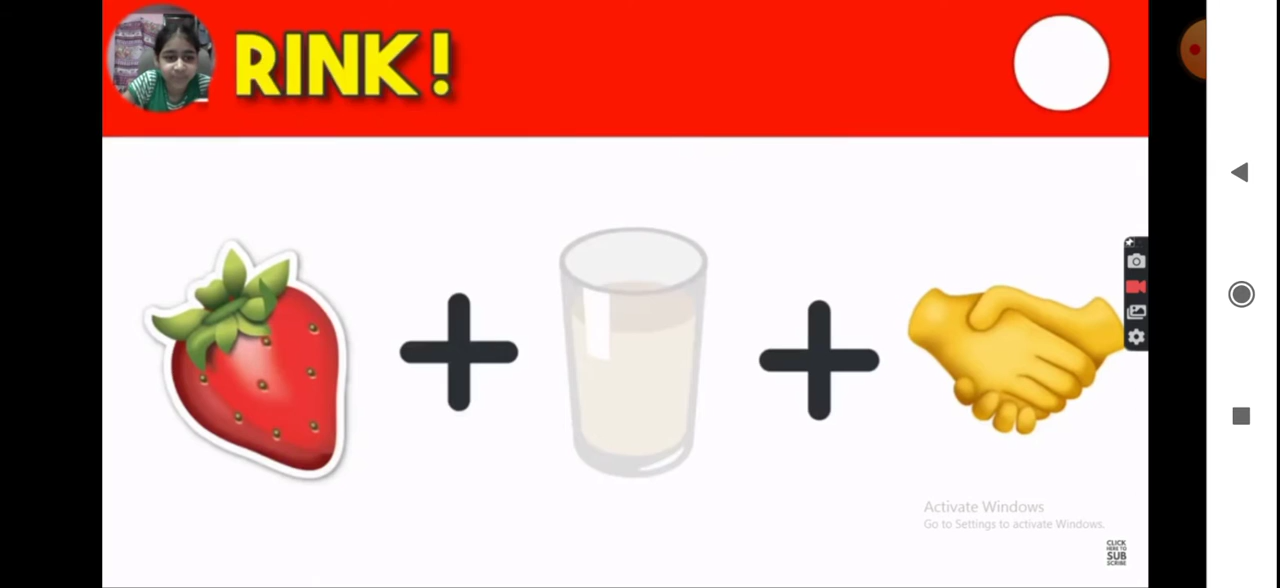 RINK!
Activate Windows
Go to Settings to activate Windows.
CLICK
HERE TO
SUB
SCRIBE